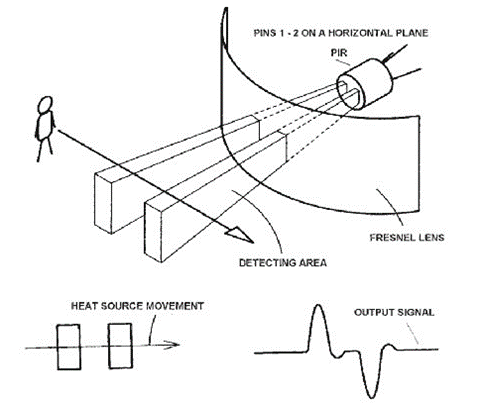 PINS 1 - 2 ON A HORIZONTAL PLANE
PIR
FRESNEL LENS
DETECTING AREA
HEAT SOURCE MOVEMENT
OUTPUT SIGNAL